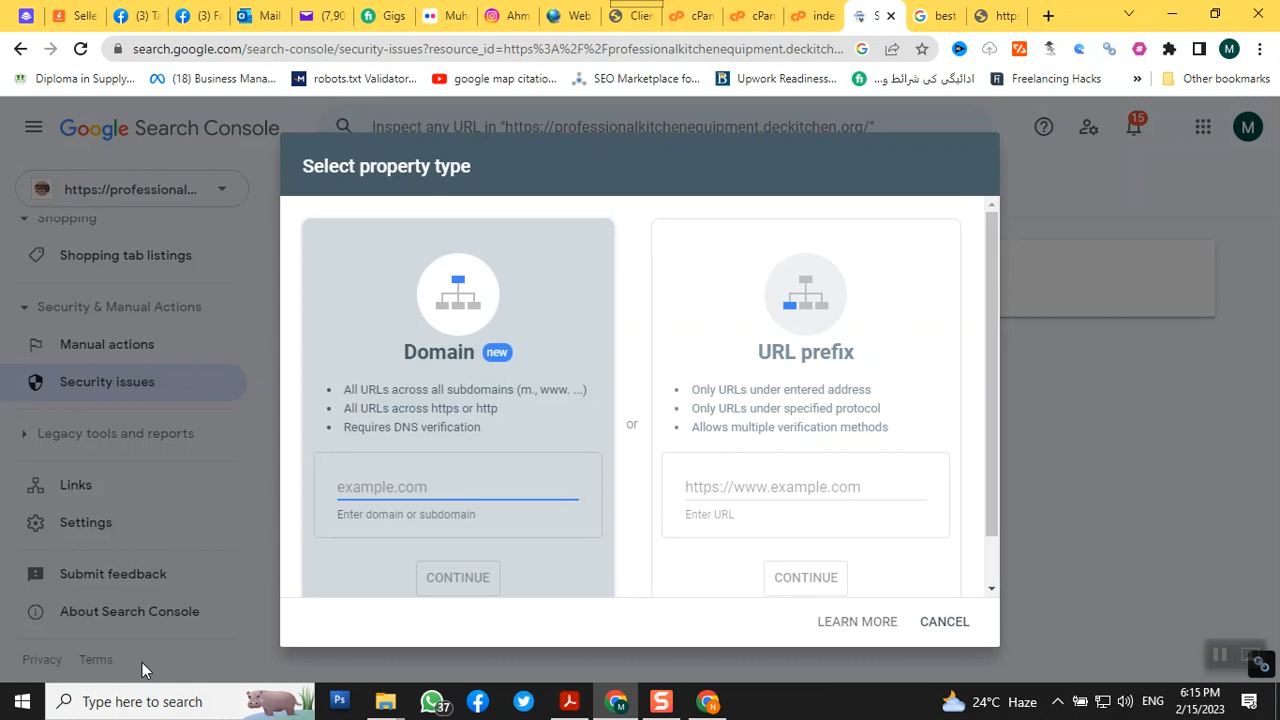 Selle
(3) Ta
(3) Fa
Mail
(7,90
Gigs
Muh
Ahm
Web
Clien
cPan
cPan
index
S
best
https
search.google.com/search-console/security-issues?resource_id=https%3A%2F%2Fprofessionalkitchenequipment.deckitchen....
M
Diploma in Supply...
(18) Business Mana...
robots.txt Validator...
google map citatio...
SEO Marketplace fo...
Upwork Readiness...
ادائیگی کی شرائط و...
Freelancing Hacks
»
Other bookmarks
Google Search Console
Inspect any URL in "https://professionalkitchenequipment.deckitchen.org/"
15
M
https://professional...
Select property type
Shopping
Shopping tab listings
Security & Manual Actions
Manual actions
Security issues
Legacy tools and reports
Links
Settings
Submit feedback
About Search Console
Privacy Terms
Domain new
• All URLs across all subdomains (m., www. ...)
• All URLs across https or http
• Requires DNS verification
example.com
Enter domain or subdomain
CONTINUE
or
URL prefix
• Only URLs under entered address
• Only URLs under specified protocol
• Allows multiple verification methods
https://www.example.com
Enter URL
CONTINUE
LEARN MORE CANCEL
Type here to search
Ps
37
24°C Haze
ENG
6:15 PM
2/15/2023